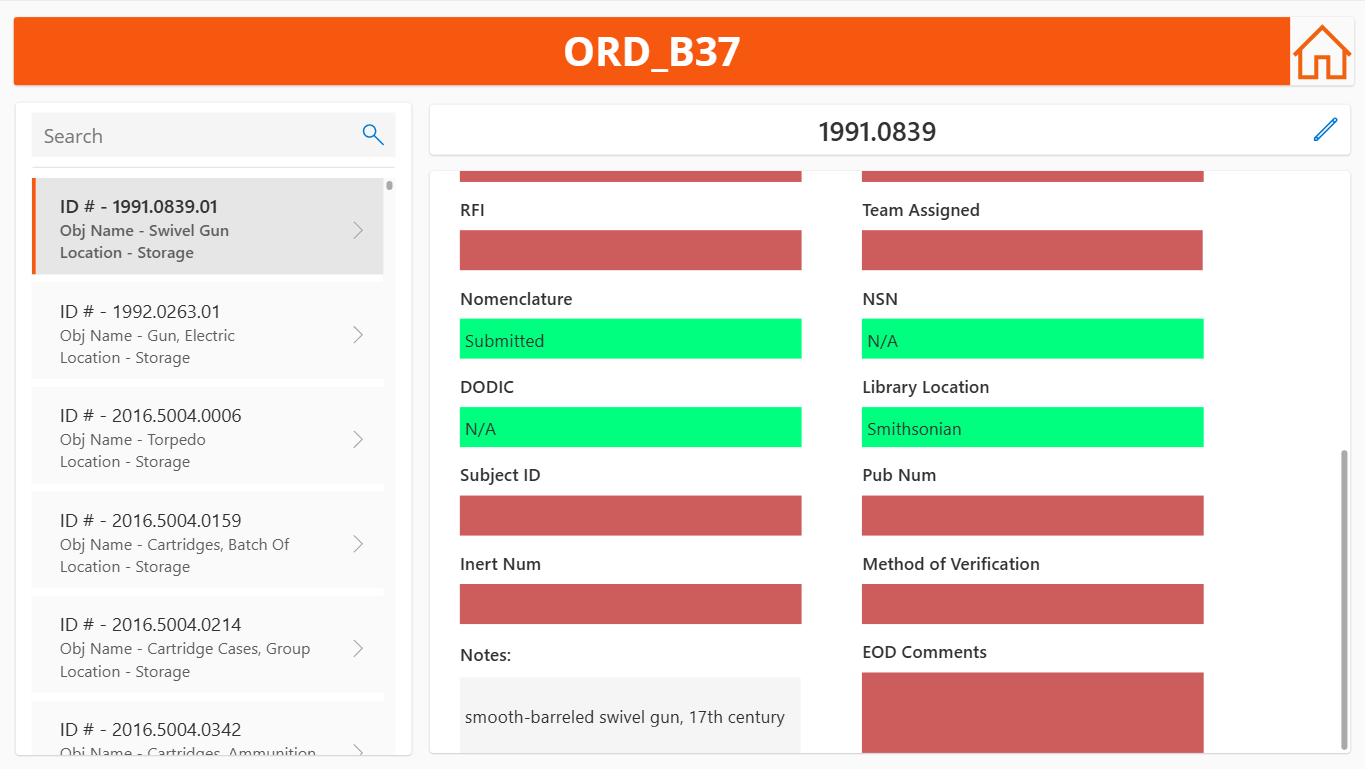 ORD_B37
Search
ID # - 1991.0839.01
Obj Name - Swivel Gun
Location - Storage
ID # - 1992.0263.01
Obj Name - Gun, Electric
Location - Storage
ID # - 2016.5004.0006
Obj Name - Torpedo
Location - Storage
ID # - 2016.5004.0159
Obj Name - Cartridges, Batch Of
Location - Storage
ID # - 2016.5004.0214
Obj Name - Cartridge Cases, Group
Location - Storage
ID # - 2016.5004.0342
Obj Name - Cartridges, Ammunition
1991.0839
RFI
Team Assigned
Nomenclature
NSN
Submitted
N/A
DODIC
Library Location
N/A
Smithsonian
Subject ID
Pub Num
Inert Num
Method of Verification
Notes:
EOD Comments
smooth-barreled swivel gun, 17th century